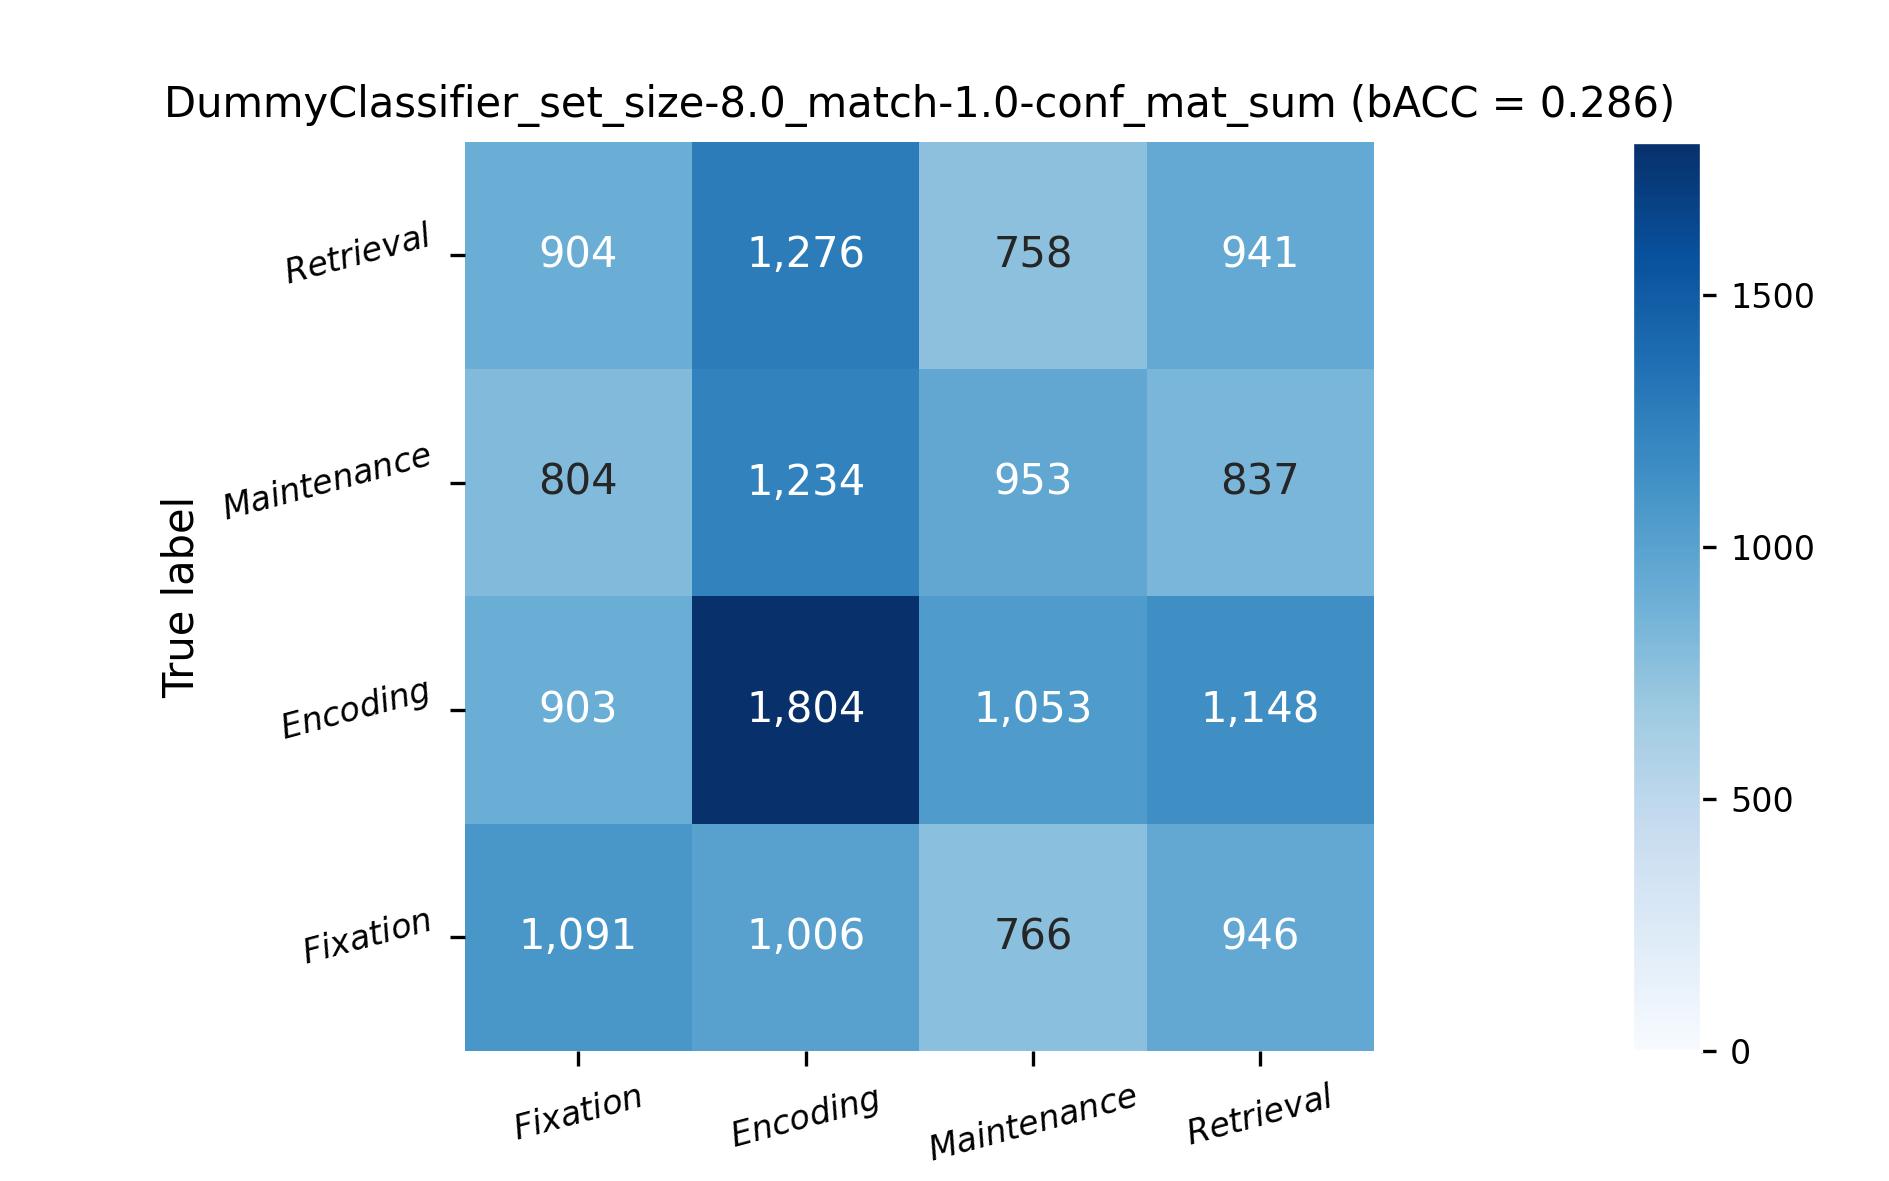 DummyClassifier_set_size-8.0_match-1.0-conf_mat_sum (bACC = 0.286)
True label
Retrieval 904 1,276 758 941
Maintenance 804 1,234 953 837
Encoding 903 1,804 1,053 1,148
Fixation 1,091 1,006 766 946
Fixation Encoding Maintenance Retrieval
1500
1000
500
0